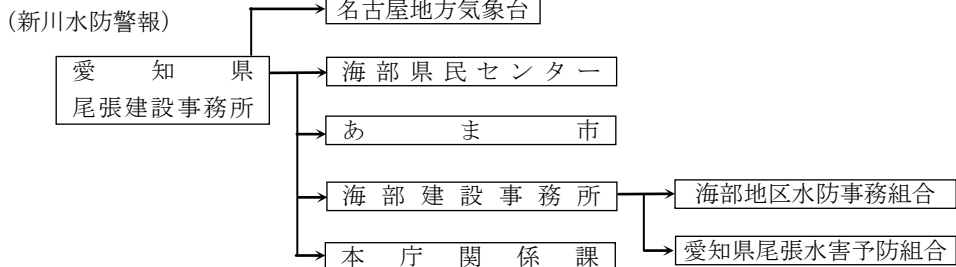 名古屋地方気象台
(新川水防警報)
愛知県
尾張建設事務所
海部県民センター
あま市
海部建設事務所
海部地区水防事務組合
愛知県尾張水害予防組合
本庁関係課